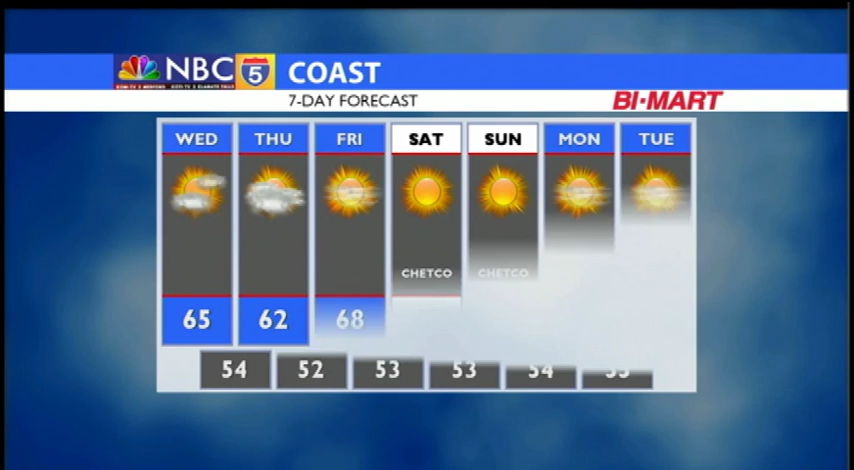 NBC 5 COAST
7-DAY FORECAST BI-MART
WED THU FRI SAT SUN MON TUE
CHETCO CHETCO
65 62 68
54 52 53 53 54